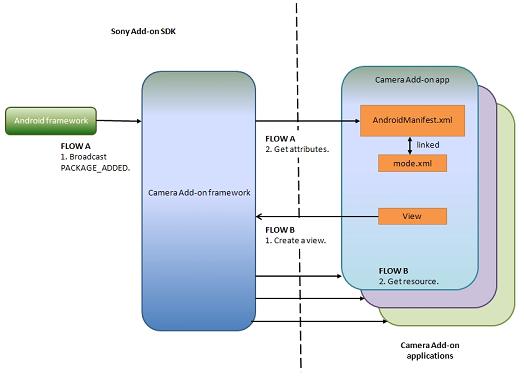 Sony Add-on SDK
Camera Add-on app
Android framework
AndroidManifest.xml
FLOW A
1. Broadcast
PACKAGE_ADDED.
FLOW A
2. Get attributes.
linked
mode.xml
Camera Add-on framework
View
FLOW B
1. Create a view.
FLOW B
2. Get resource.
Camera Add-on
applications